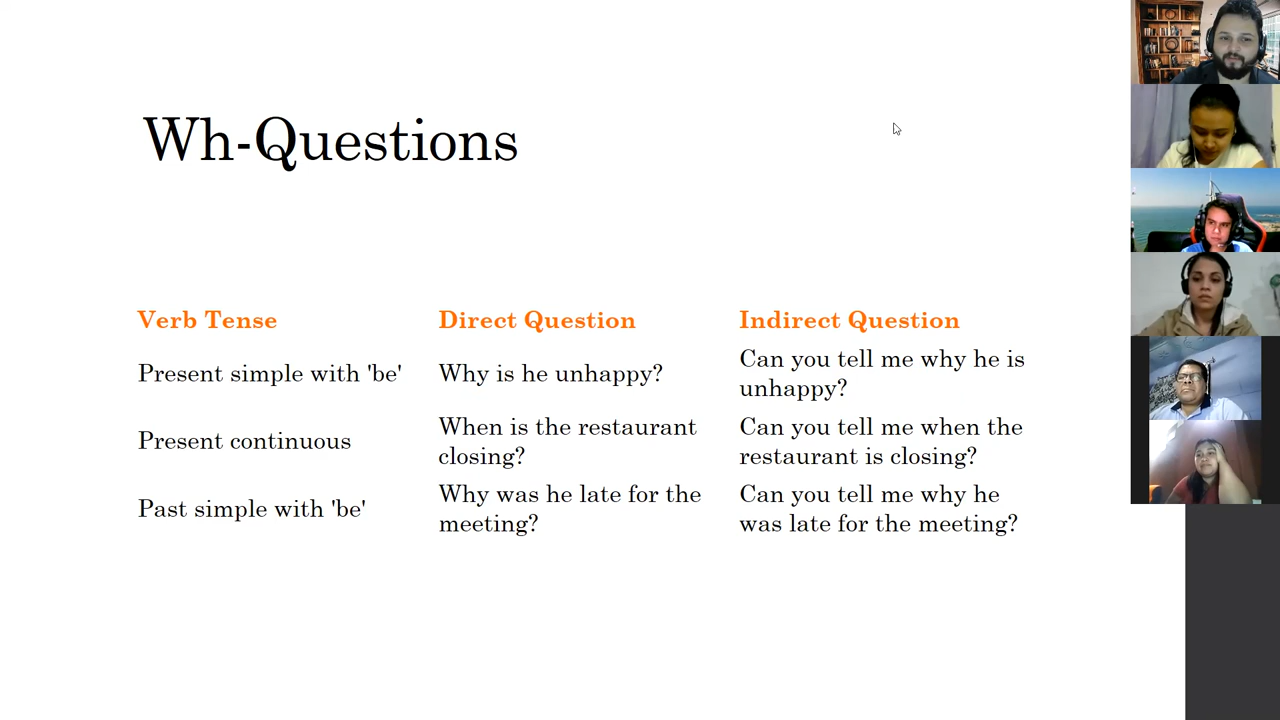 Wh-Questions
Verb Tense Direct Question Indirect Question
Present simple with 'be' Why is he unhappy? Can you tell me why he is
unhappy?
Present continuous When is the restaurant
closing? Can you tell me when the
restaurant is closing?
Past simple with 'be' Why was he late for the
meeting? Can you tell me why he
was late for the meeting?